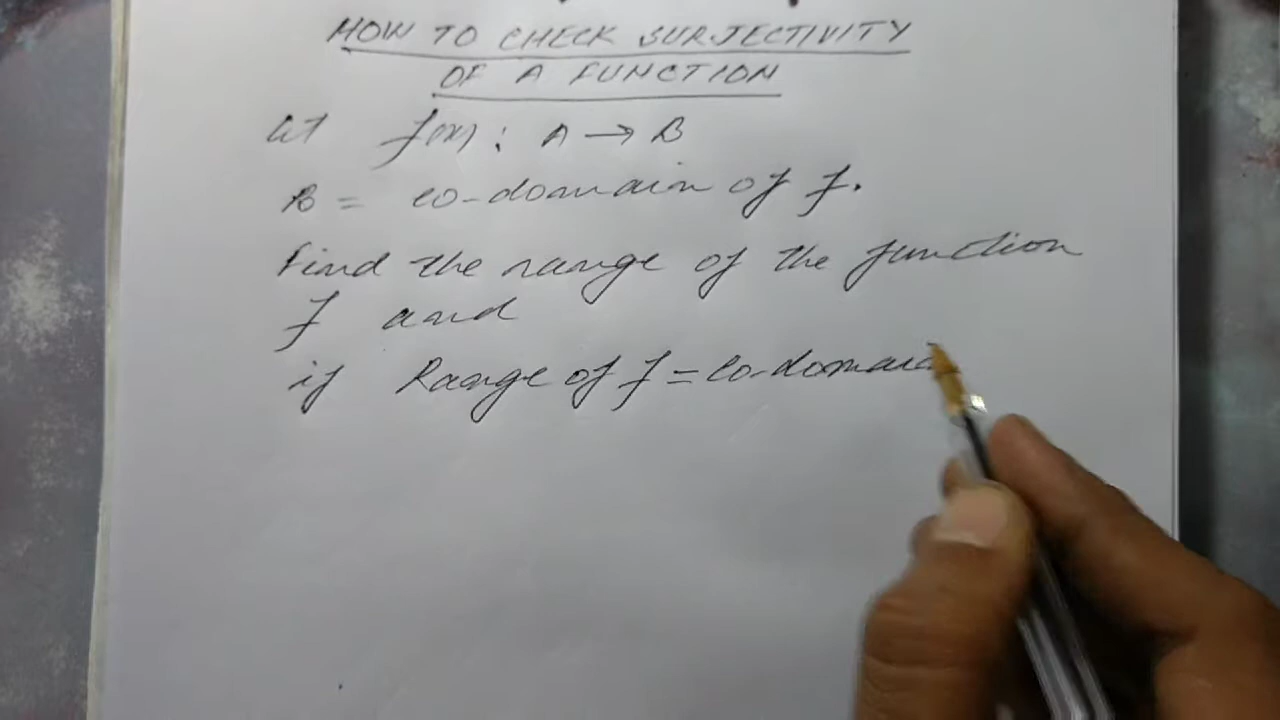 HOW TO CHECK SURJECTIVITY
OF A FUNCTION
Let f(x) : A → B
B = co-domain of f.
Find the range of the function
f and
if Range of f = Co-domai